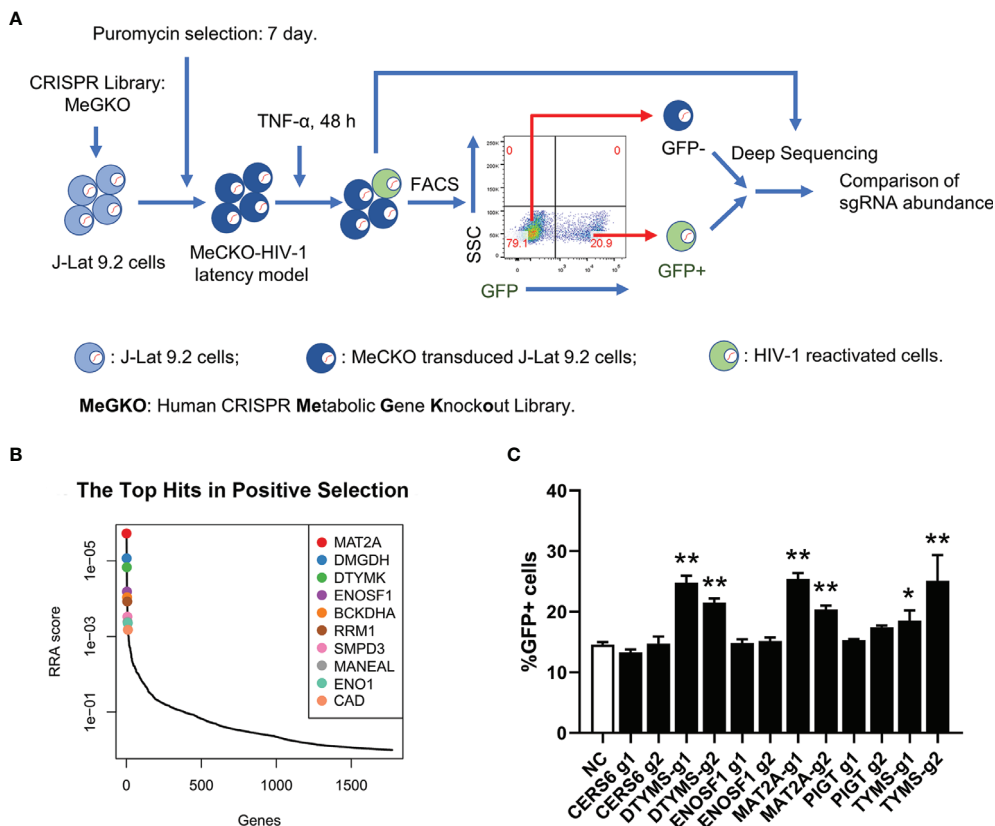 A
Puromycin selection: 7 day.
CRISPR Library:
MeGKO
TNF-α, 48 h
FACS
J-Lat 9.2 cells
MeCKO-HIV-1
latency model
SSC
250K
200K
150K
100K
50K
0
0
0
79.1
20.9
0
10³
10⁴
10⁵
GFP
GFP-
GFP+
Deep Sequencing
Comparison of
sgRNA abundance
: J-Lat 9.2 cells;
: MeCKO transduced J-Lat 9.2 cells;
: HIV-1 reactivated cells.
MeGKO: Human CRISPR Metabolic Gene Knockout Library.
B
The Top Hits in Positive Selection
RRA score
1e−05
1e−03
1e−01
0
500
1000
1500
Genes
MAT2A
DMGDH
DTYMK
ENOSF1
BCKDHA
RRM1
SMPD3
MANEAL
ENO1
CAD
C
%GFP+ cells
40
30
20
10
0
**
**
**
**
*
**
NC
CERS6 g1
CERS6 g2
DTYMS-g1
DTYMS-g2
ENOSF1 g1
ENOSF1 g2
MAT2A-g1
MAT2A-g2
PIGT g1
PIGT g2
TYMS-g1
TYMS-g2